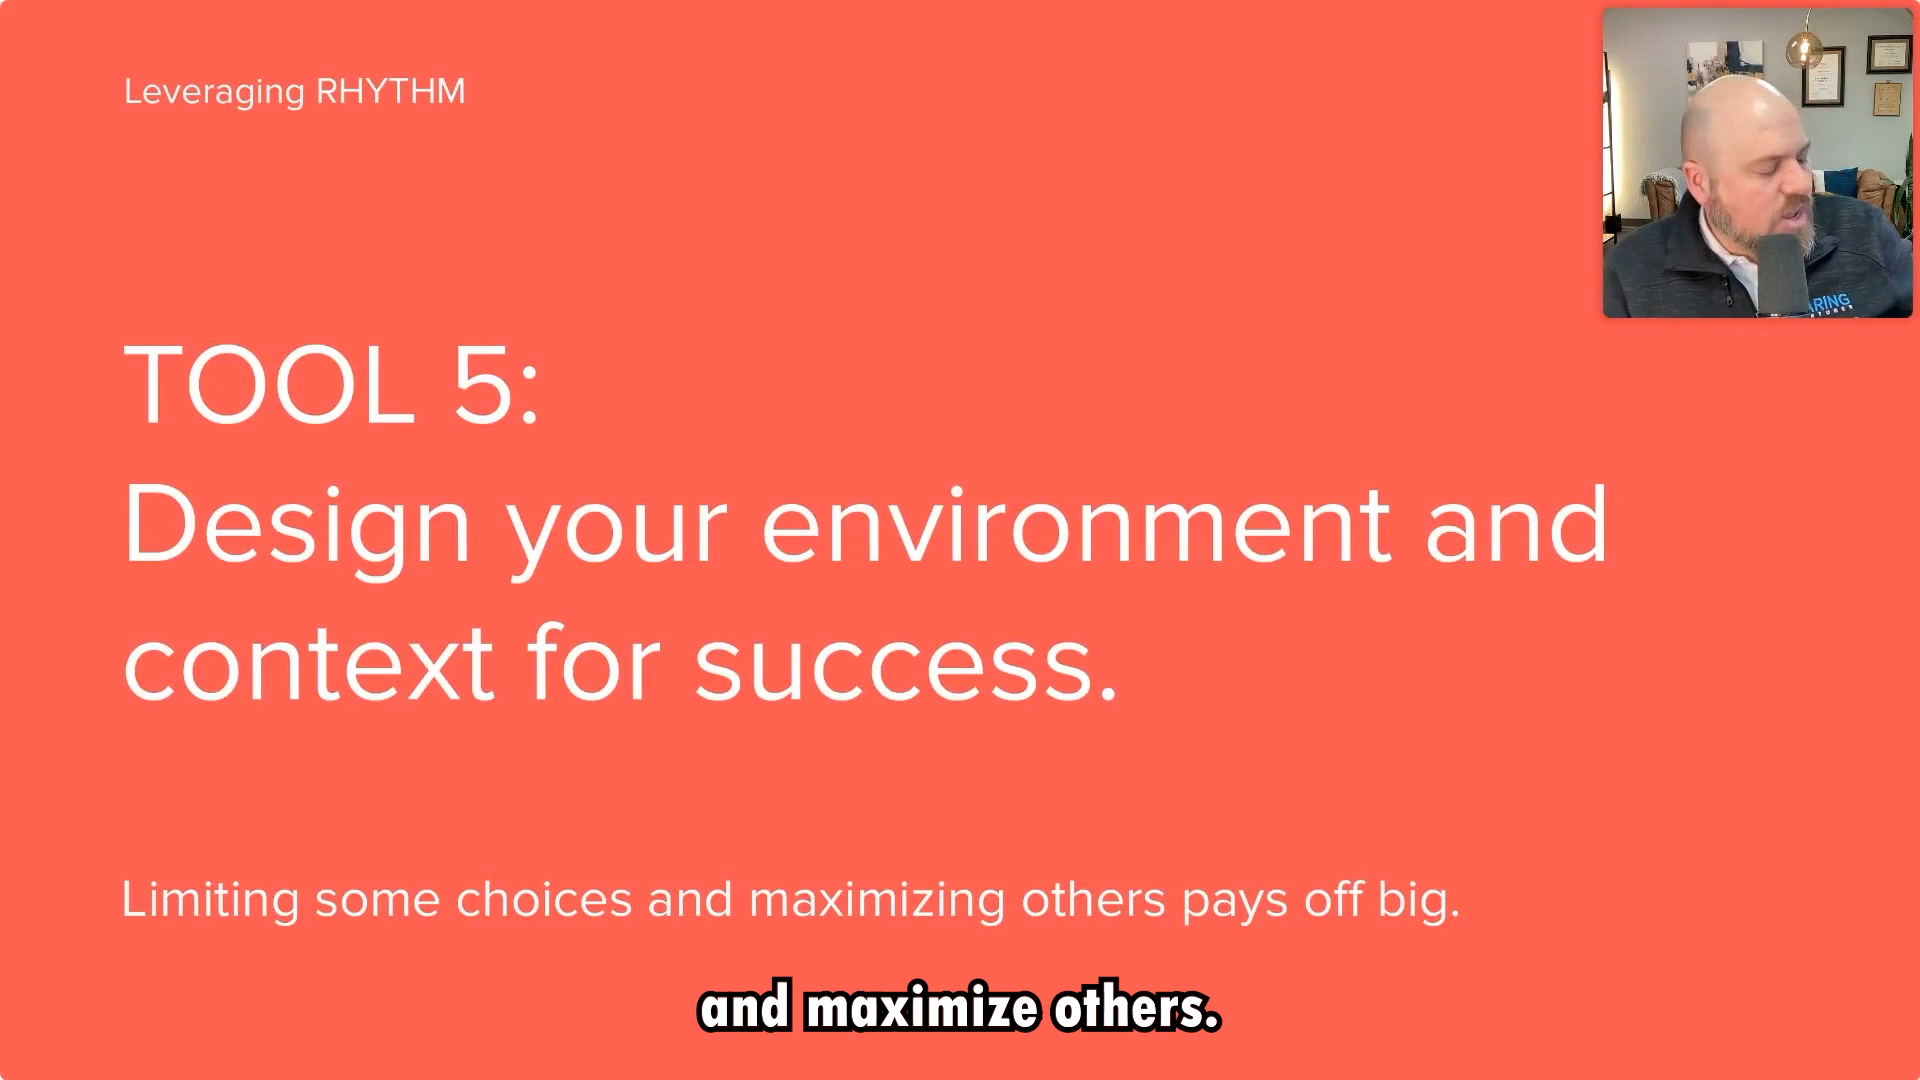 Leveraging RHYTHM
TOOL 5:
Design your environment and
context for success.
Limiting some choices and maximizing others pays off big.
and maximize others.